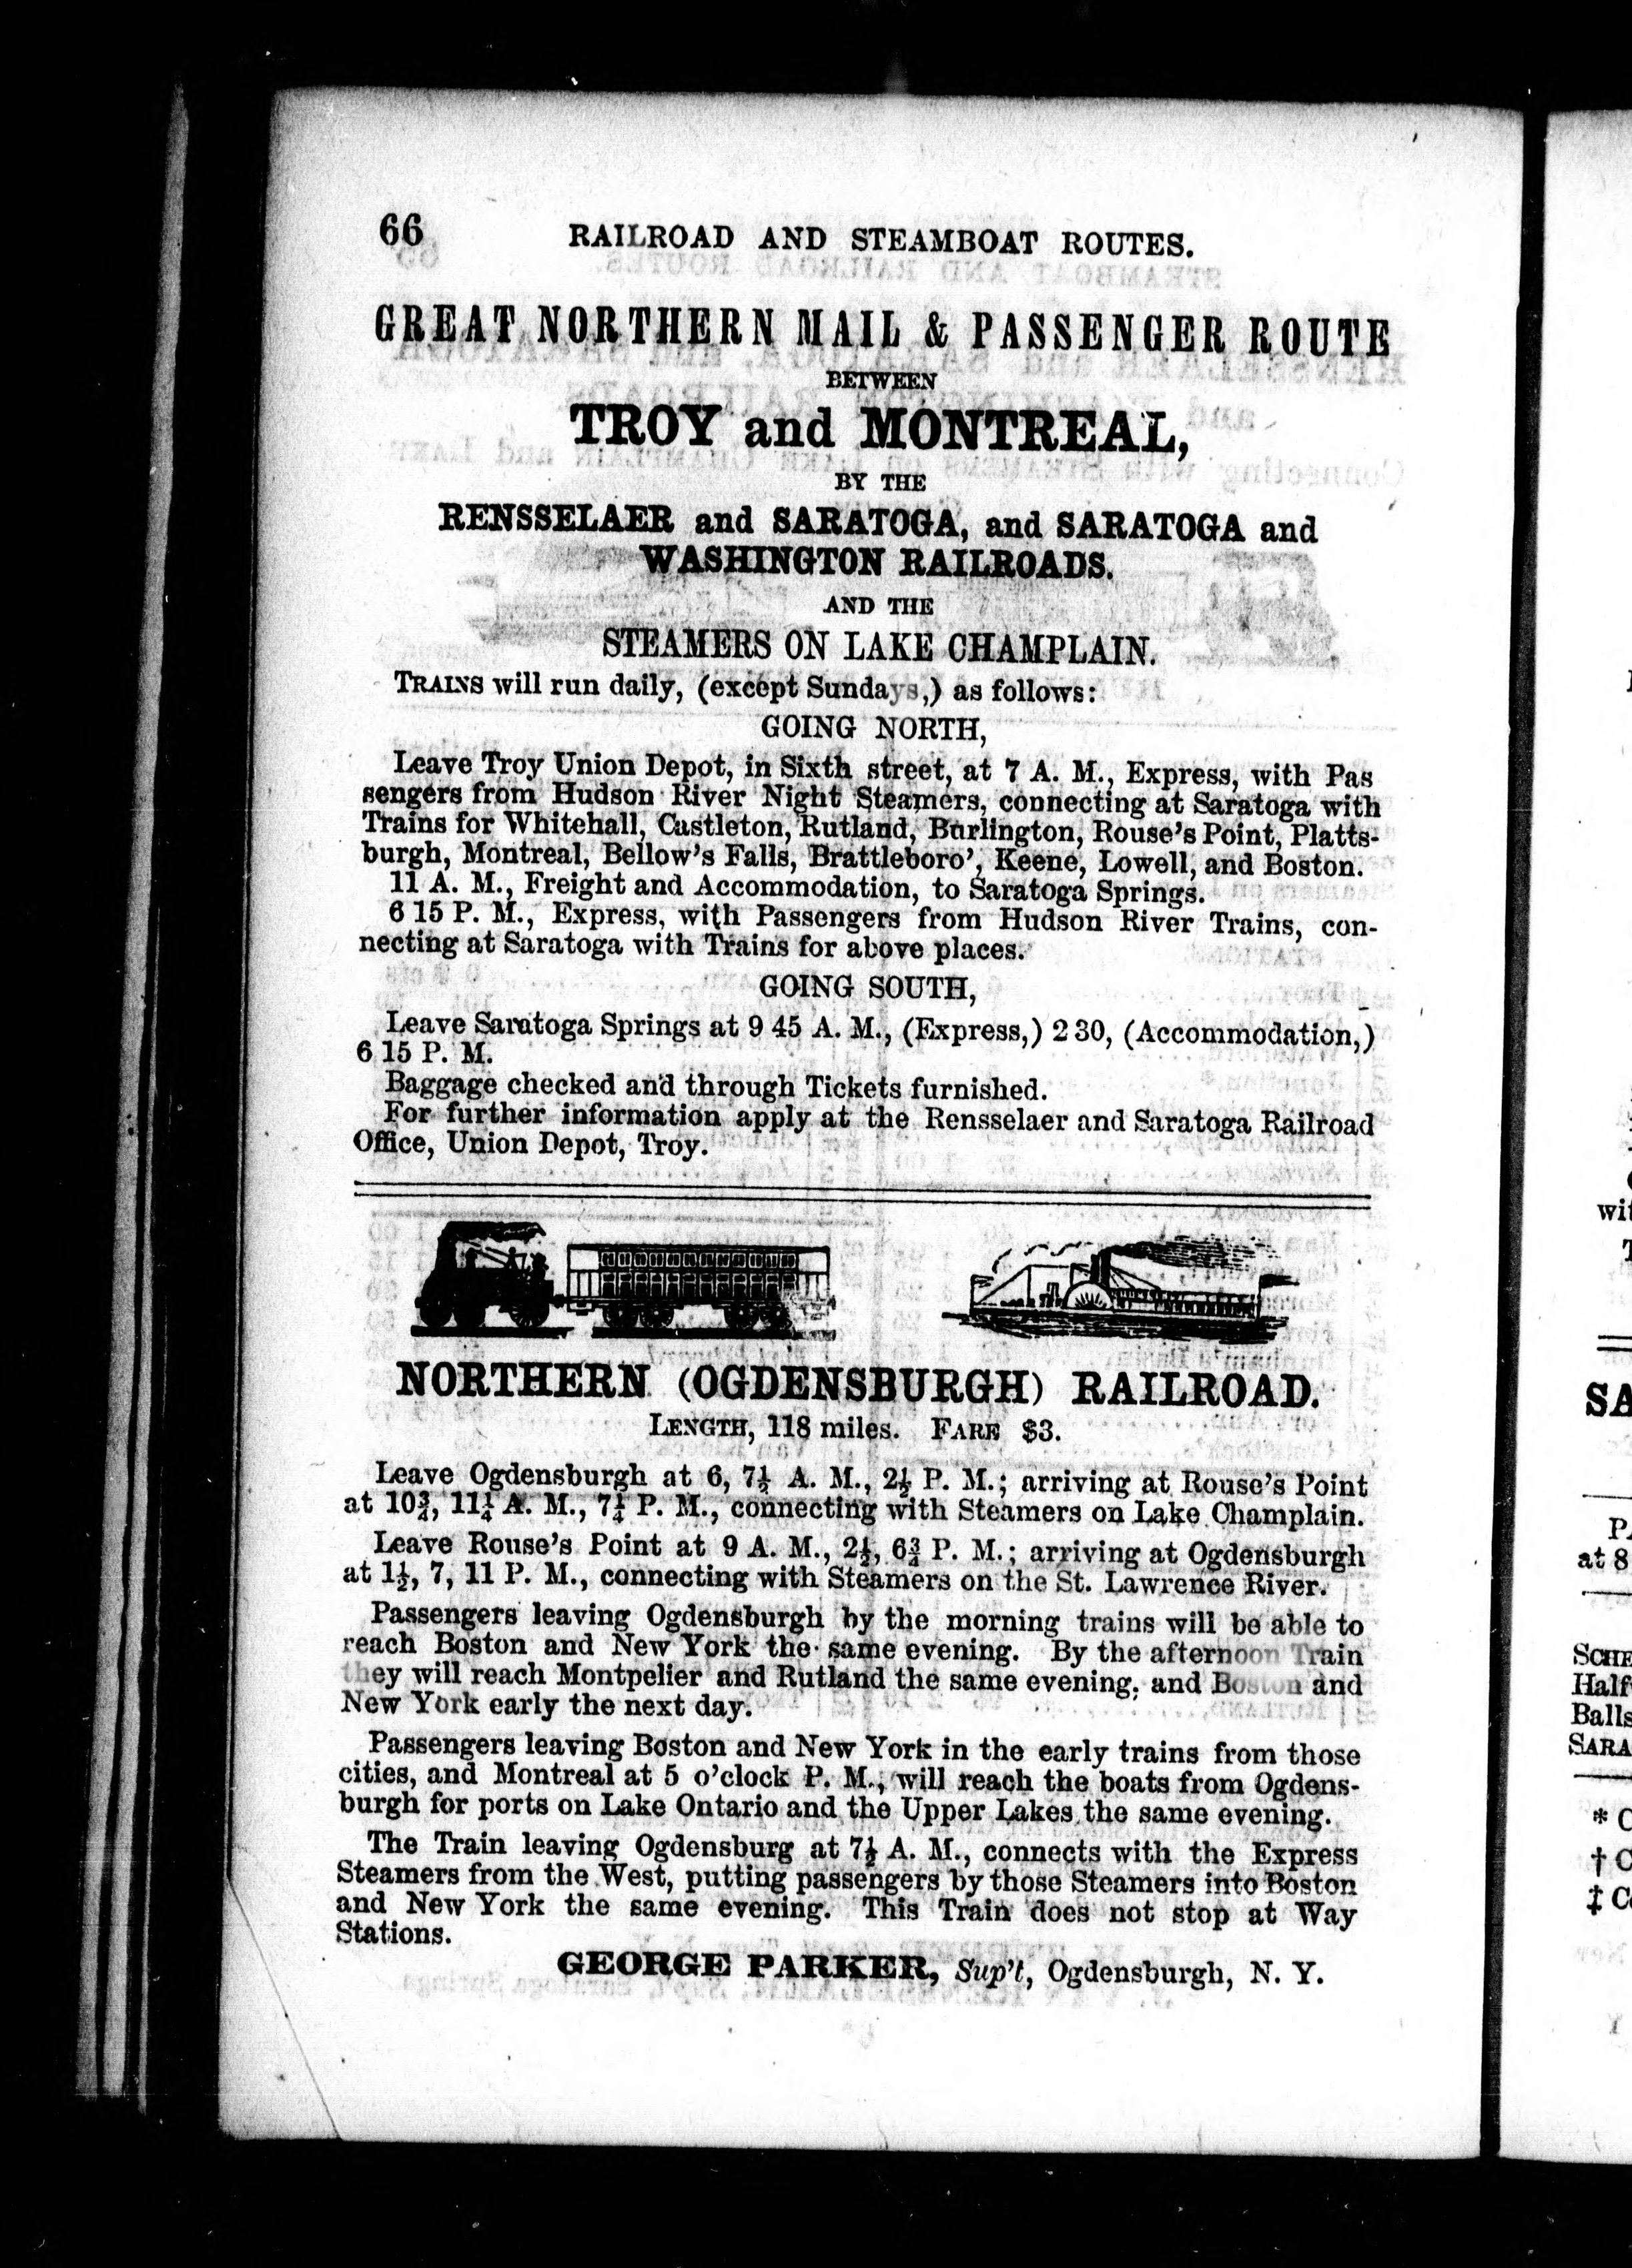 66 RAILROAD AND STEAMBOAT ROUTES.
GREAT NORTHERN MAIL & PASSENGER ROUTE
BETWEEN
TROY and MONTREAL,
BY THE
RENSSELAER and SARATOGA, and SARATOGA and
WASHINGTON RAILROADS.
AND THE
STEAMERS ON LAKE CHAMPLAIN.
TRAINS will run daily, (except Sundays,) as follows:
GOING NORTH,
Leave Troy Union Depot, in Sixth street, at 7 A. M., Express, with Pas
sengers from Hudson River Night Steamers, connecting at Saratoga with
Trains for Whitehall, Castleton, Rutland, Burlington, Rouse's Point, Platts-
burgh, Montreal, Bellow's Falls, Brattleboro', Keene, Lowell, and Boston.
11 A. M., Freight and Accommodation, to Saratoga Springs.
6 15 P. M., Express, with Passengers from Hudson River Trains, con-
necting at Saratoga with Trains for above places.
GOING SOUTH,
Leave Saratoga Springs at 9 45 A. M., (Express,) 2 30, (Accommodation,)
6 15 P. M.
Baggage checked and through Tickets furnished.
For further information apply at the Rensselaer and Saratoga Railroad
Office, Union Depot, Troy.
NORTHERN (OGDENSBURGH) RAILROAD.
LENGTH, 118 miles. FARE $3.
Leave Ogdensburgh at 6, 7½ A. M., 2½ P. M.; arriving at Rouse's Point
at 10¾, 11¼ A. M., 7¼ P. M., connecting with Steamers on Lake Champlain.
Leave Rouse's Point at 9 A. M., 2½, 6¾ P. M.; arriving at Ogdensburgh
at 1½, 7, 11 P. M., connecting with Steamers on the St. Lawrence River.
Passengers leaving Ogdensburgh by the morning trains will be able to
reach Boston and New York the same evening. By the afternoon Train
they will reach Montpelier and Rutland the same evening, and Boston and
New York early the next day.
Passengers leaving Boston and New York in the early trains from those
cities, and Montreal at 5 o'clock P. M., will reach the boats from Ogdens-
burgh for ports on Lake Ontario and the Upper Lakes the same evening.
The Train leaving Ogdensburg at 7½ A. M., connects with the Express
Steamers from the West, putting passengers by those Steamers into Boston
and New York the same evening. This Train does not stop at Way
Stations.
GEORGE PARKER, Sup't, Ogdensburgh, N. Y.
SA
at 8
Half
* C
† C